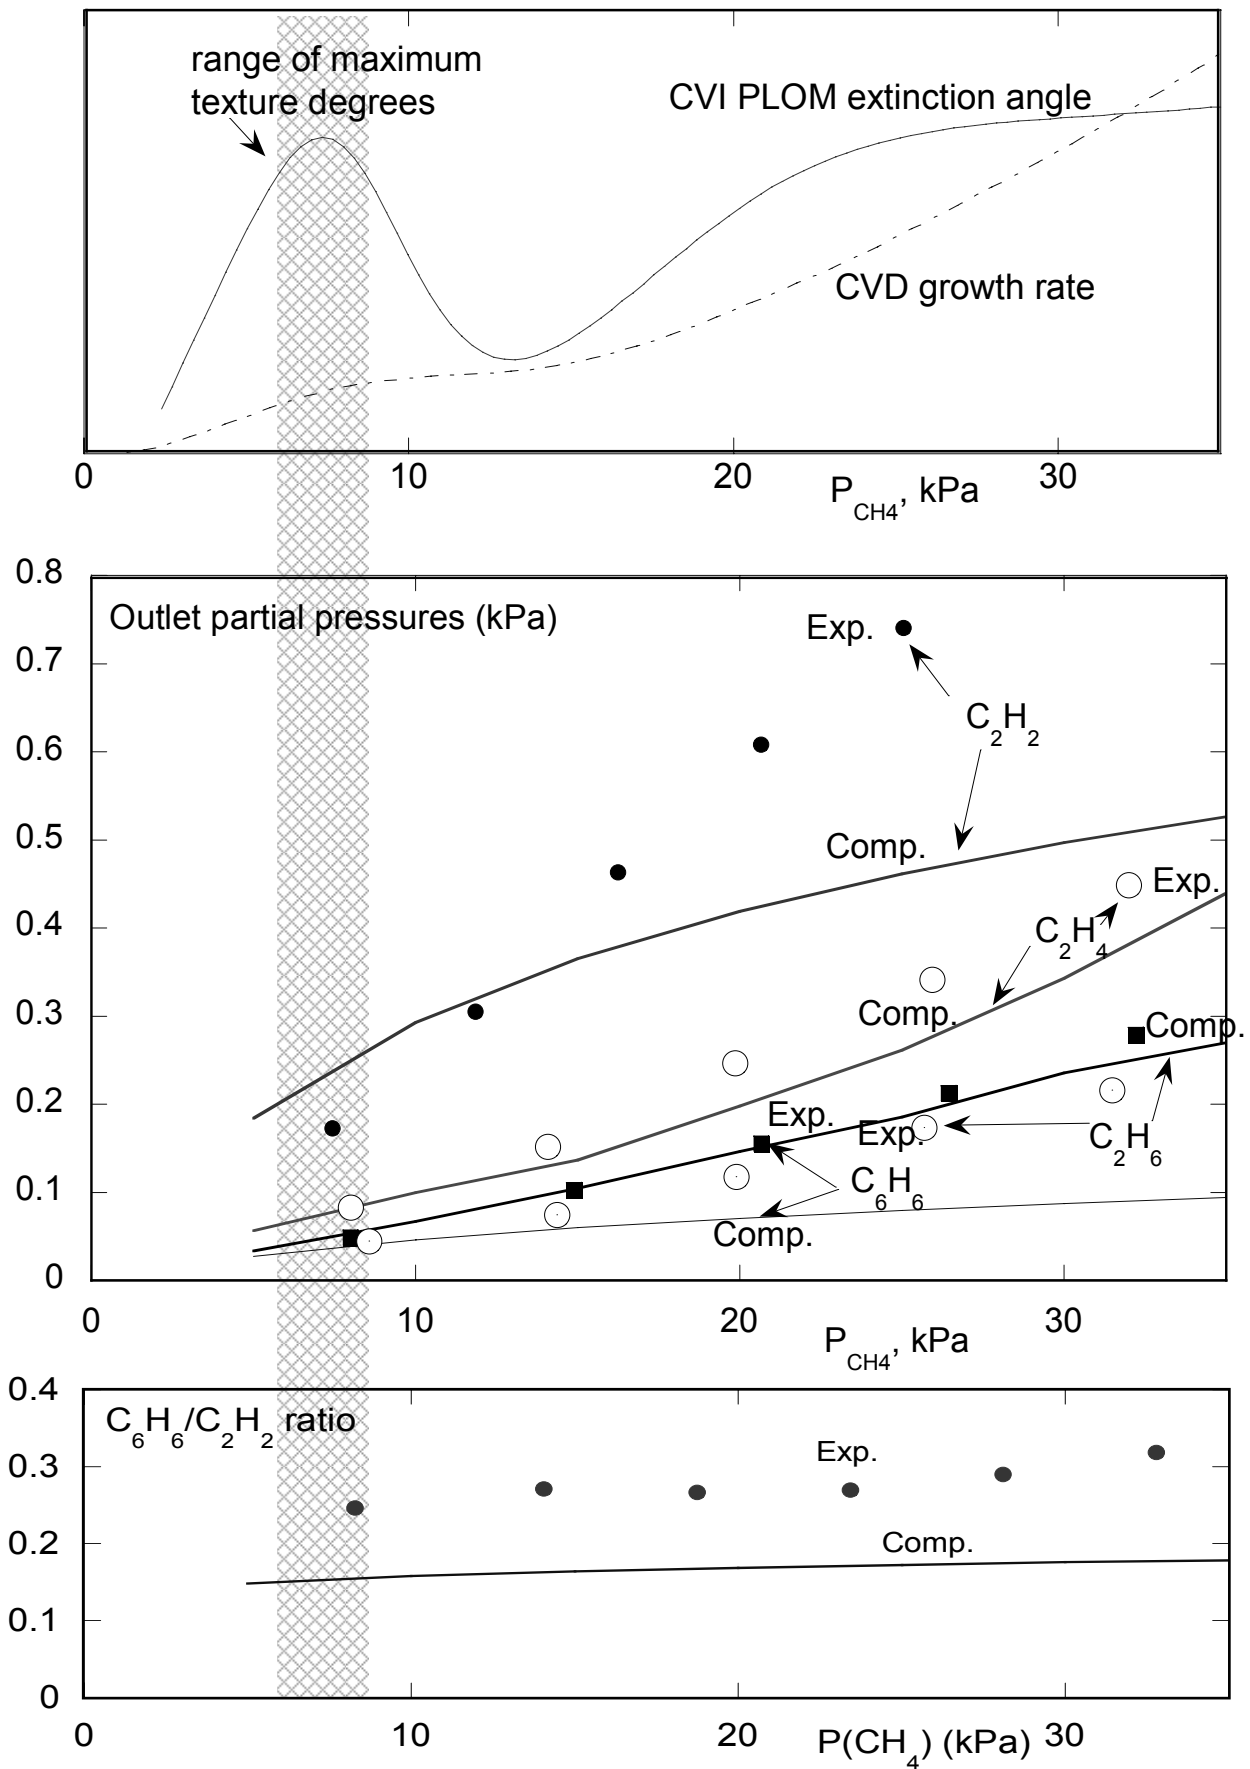 range of maximum
texture degrees
CVI PLOM extinction angle
CVD growth rate
0 10 20 30
P_CH4, kPa
0.8
Outlet partial pressures (kPa)
Exp.
0.7
C2H2
0.6
0.5
Comp.
Exp.
0.4
C2H4
0.3
Comp.
Comp.
0.2
Exp.
Exp.
C2H6
0.1
C6H6
Comp.
0
0 10 20 30
P_CH4, kPa
0.4
C6H6/C2H2 ratio
Exp.
0.3
0.2
Comp.
0.1
0
0 10 20 P(CH4) (kPa) 30